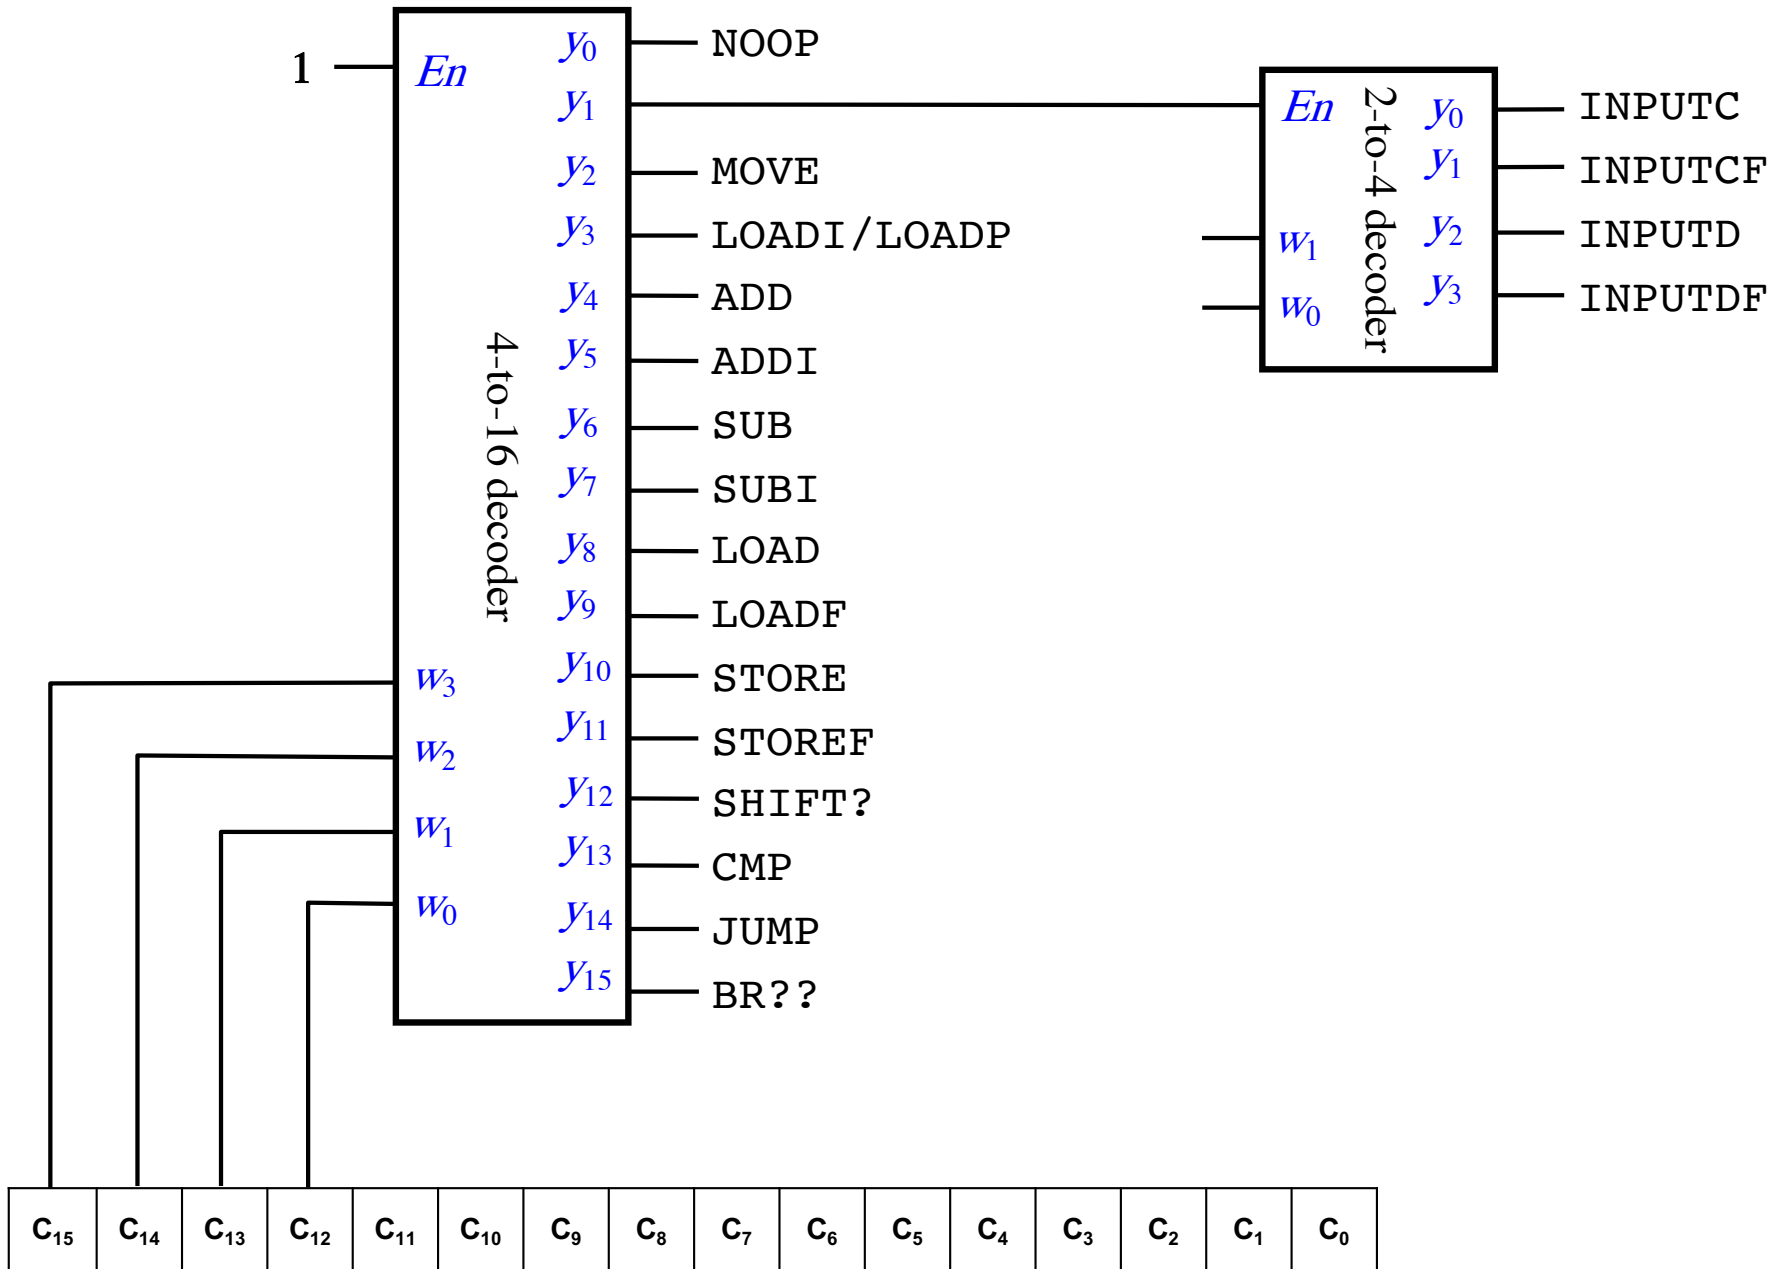 1
En
4-to-16 decoder
w3
w2
w1
w0
y0 NOOP
y1
y2 MOVE
y3 LOADI/LOADP
y4 ADD
y5 ADDI
y6 SUB
y7 SUBI
y8 LOAD
y9 LOADF
y10 STORE
y11 STOREF
y12 SHIFT?
y13 CMP
y14 JUMP
y15 BR??
En
2-to-4 decoder
w1
w0
y0 INPUTC
y1 INPUTCF
y2 INPUTD
y3 INPUTDF
C15 C14 C13 C12 C11 C10 C9 C8 C7 C6 C5 C4 C3 C2 C1 C0